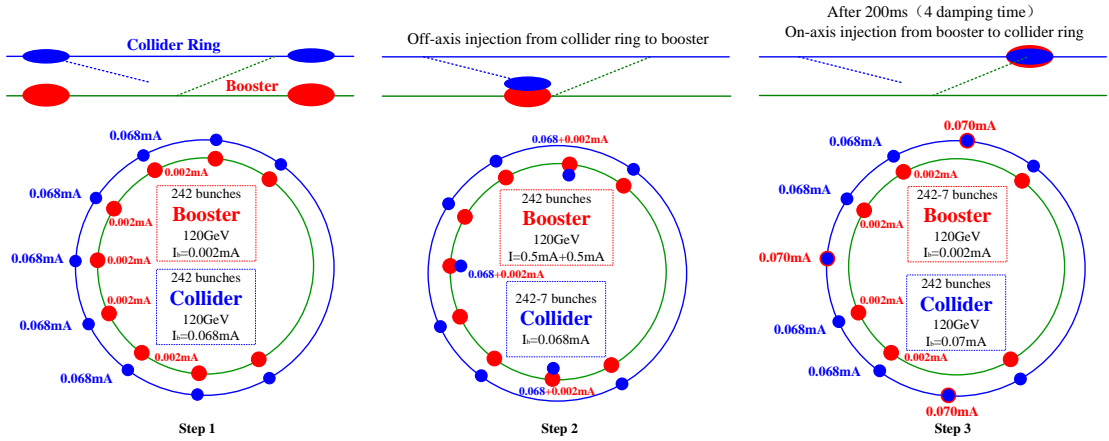 Collider Ring
Booster
0.068mA
0.068mA
0.068mA
0.068mA
0.068mA
0.002mA
0.002mA
0.002mA
0.002mA
0.002mA
242 bunches
Booster
120GeV
Ib=0.002mA
242 bunches
Collider
120GeV
Ib=0.068mA
Step 1
Off-axis injection from collider ring to booster
0.068+0.002mA
242 bunches
Booster
120GeV
I=0.5mA+0.5mA
0.068+0.002mA
242-7 bunches
Collider
Ib=0.068mA
0.068+0.002mA
Step 2
After 200ms（4 damping time）
On-axis injection from booster to collider ring
0.070mA
0.068mA
0.002mA
0.068mA
0.002mA
242-7 bunches
Booster
120GeV
Ib=0.002mA
0.070mA
242 bunches
Collider
120GeV
Ib=0.07mA
0.002mA
0.068mA
0.002mA
0.068mA
0.070mA
Step 3